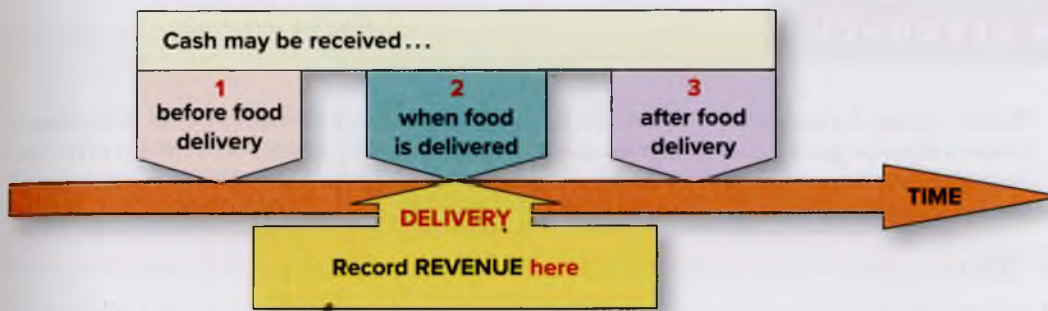 Cash may be received...
1
before food
delivery
2
when food
is delivered
3
after food
delivery
TIME
DELIVERY
Record REVENUE here